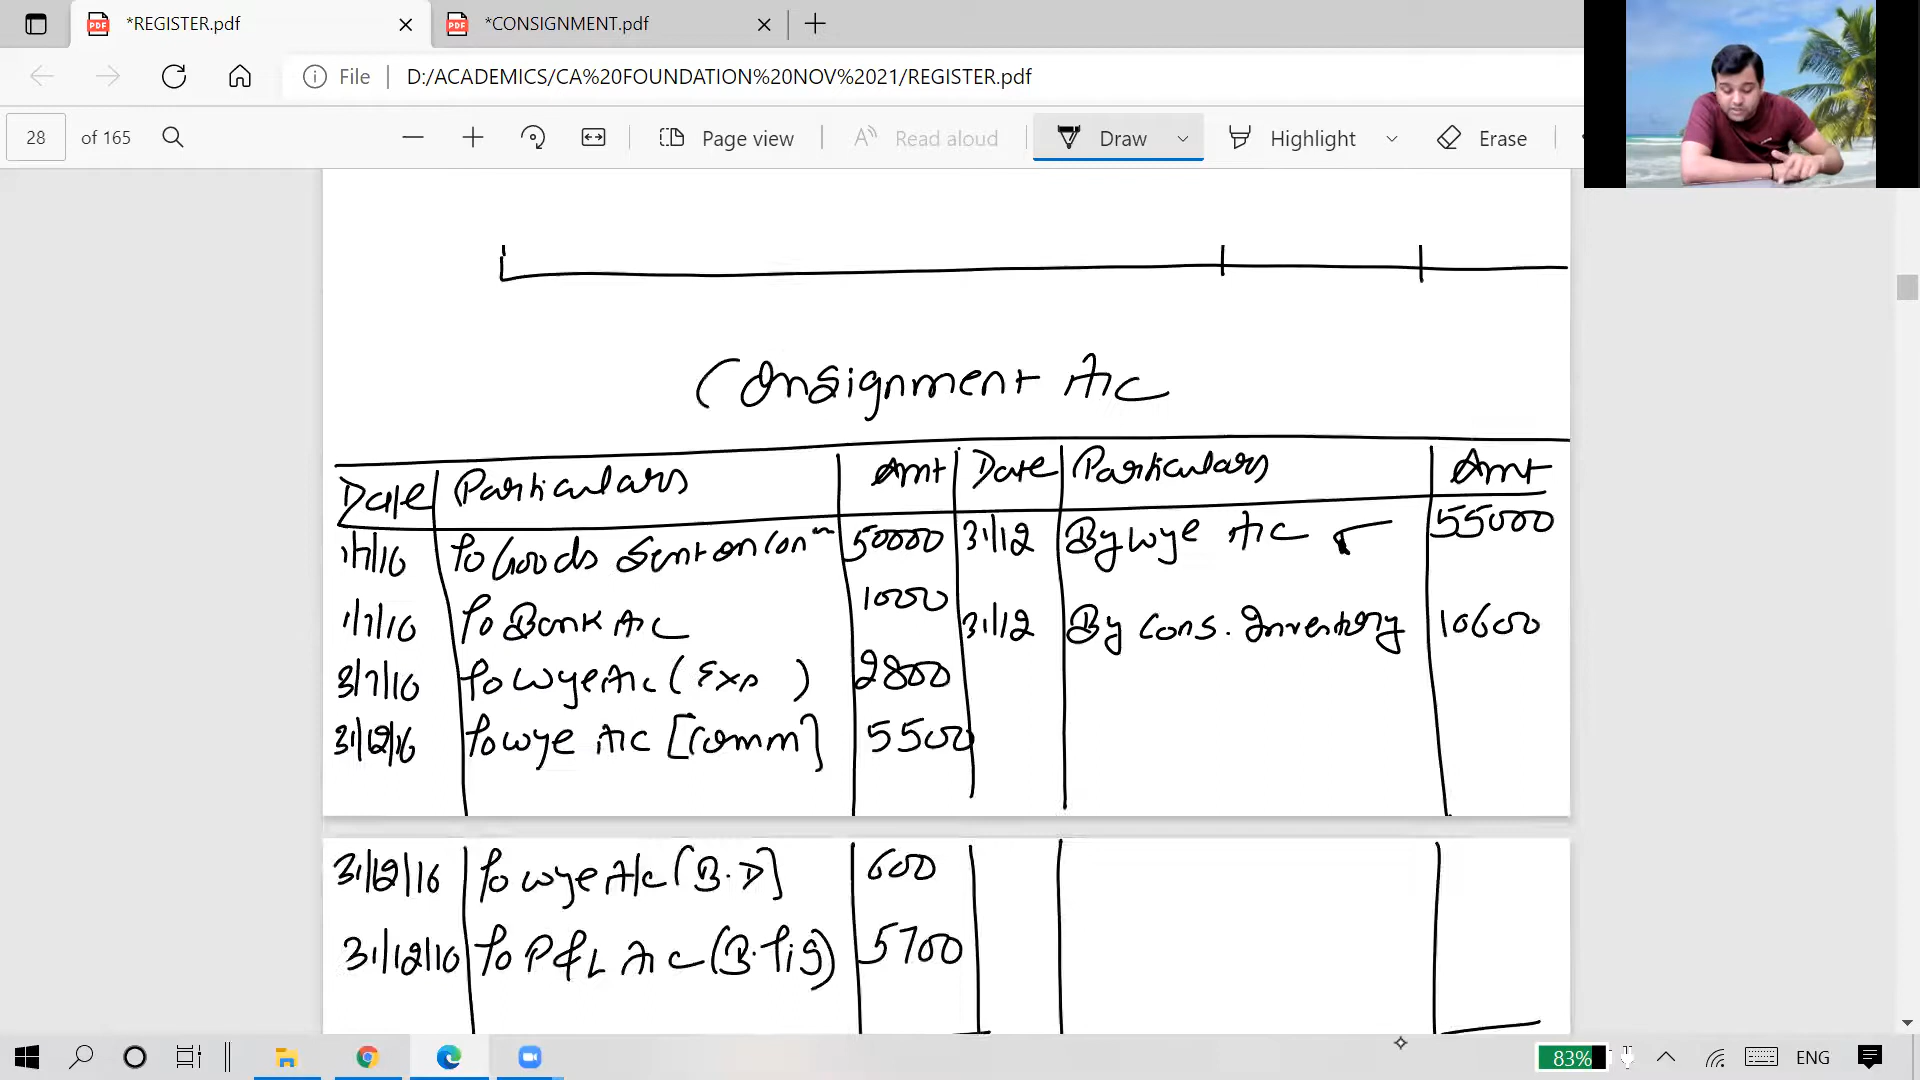 *REGISTER.pdf
*CONSIGNMENT.pdf
File
D:/ACADEMICS/CA%20FOUNDATION%20NOV%2021/REGISTER.pdf
28 of 165
Page view
Read aloud
Draw
Highlight
Erase
Consignment A/c
Date Particulars Amt Date Particulars Amt
1/7/16 To Goods Sent on Con^n 50000 31/12 By Wye A/C 55000
1/7/16 To Bank A/C 1000 31/12 By Cons. Inventory 10600
3/7/16 To Wye A/C (Exp ) 2800
31/12/16 To Wye A/C [Comm] 5500
31/12/16 To Wye A/c (B.D] 600
31/12/16 To P&L A/C (B.fig) 5700
83%
ENG